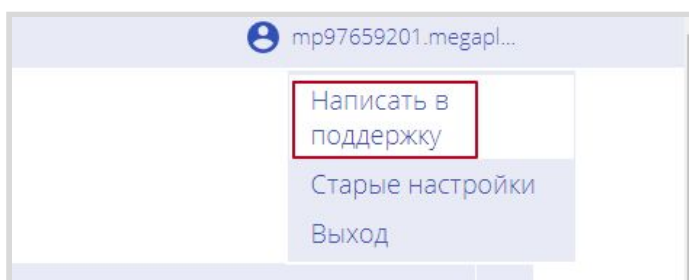 mp97659201.megapl...
Написать в
поддержку
Старые настройки
Выход